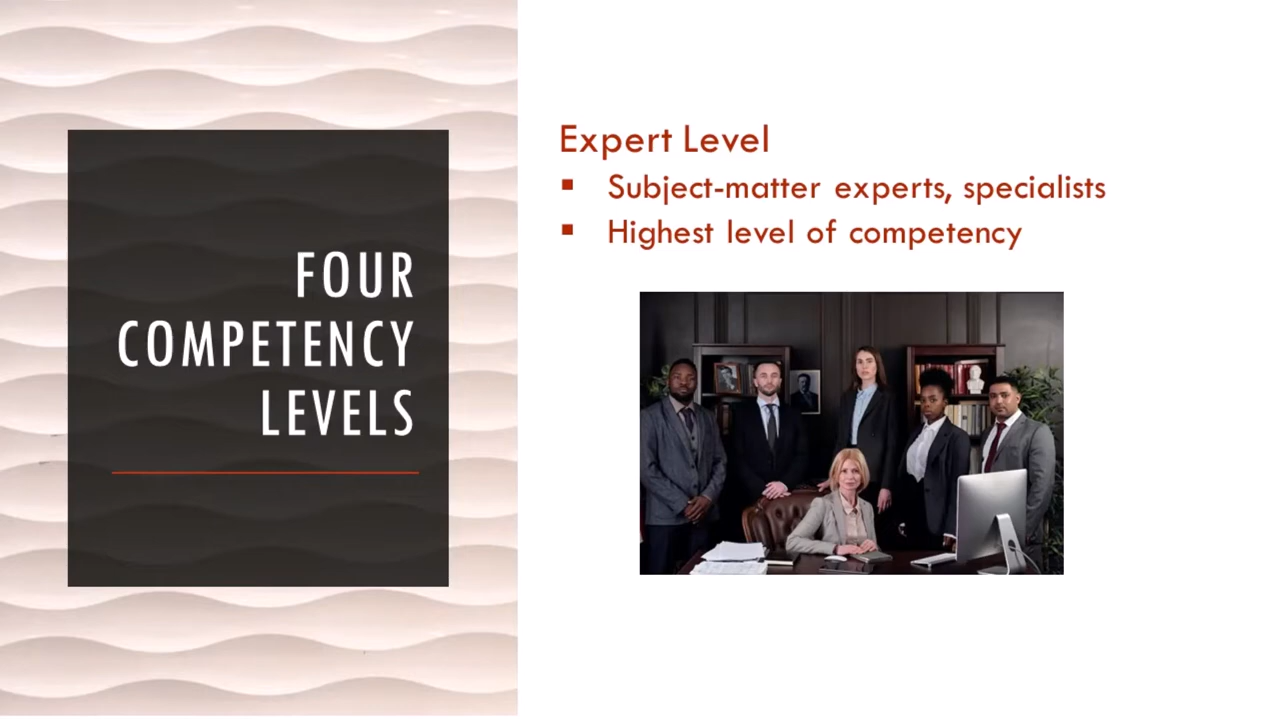 FOUR
COMPETENCY
LEVELS
Expert Level
▪ Subject-matter experts, specialists
▪ Highest level of competency